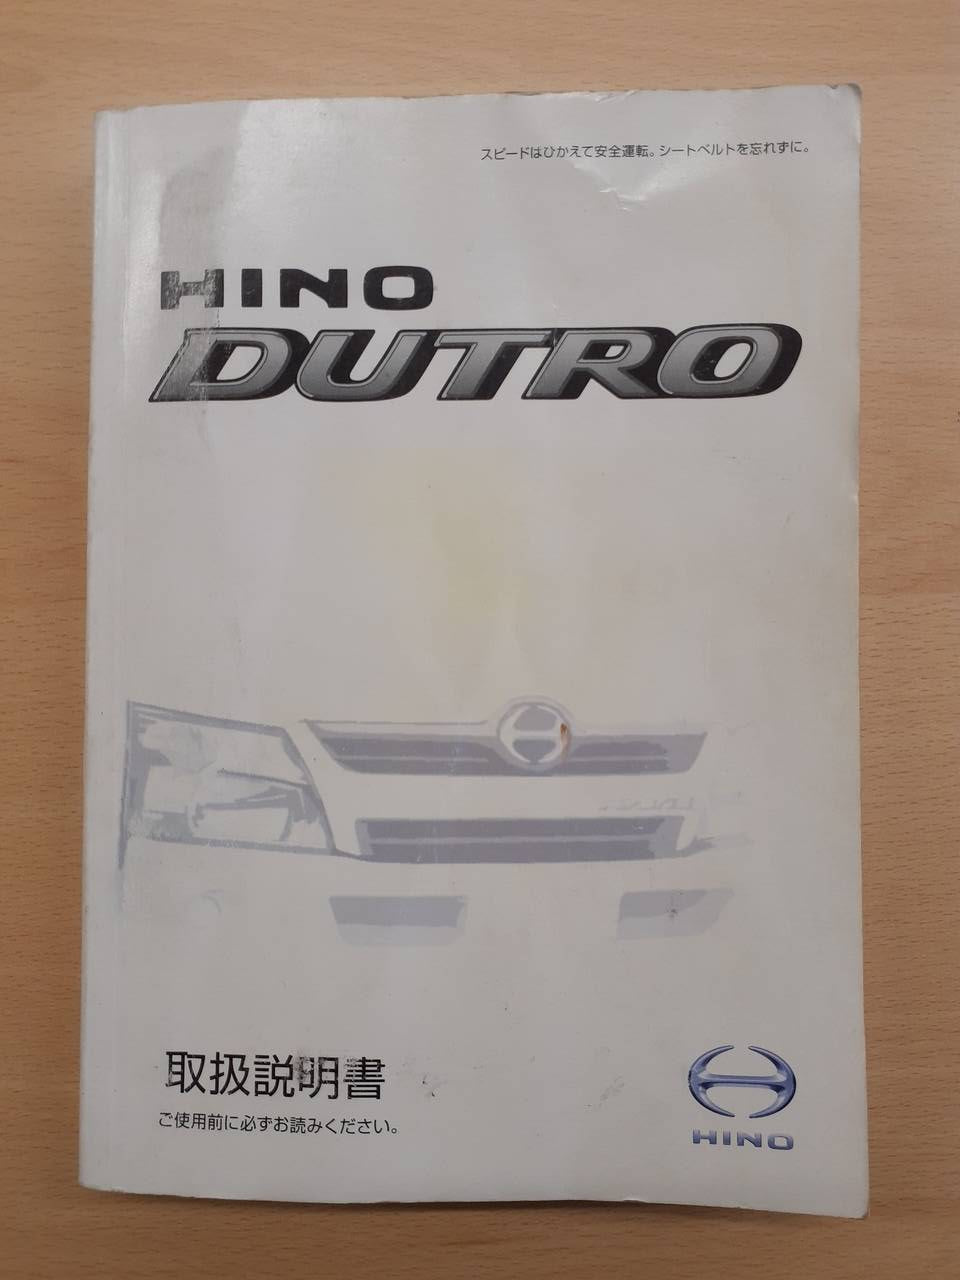 スピードはひかえて安全運転。シートベルトを忘れずに。
HINO
DUTRO
取扱説明書
ご使用前に必ずお読みください。
HINO